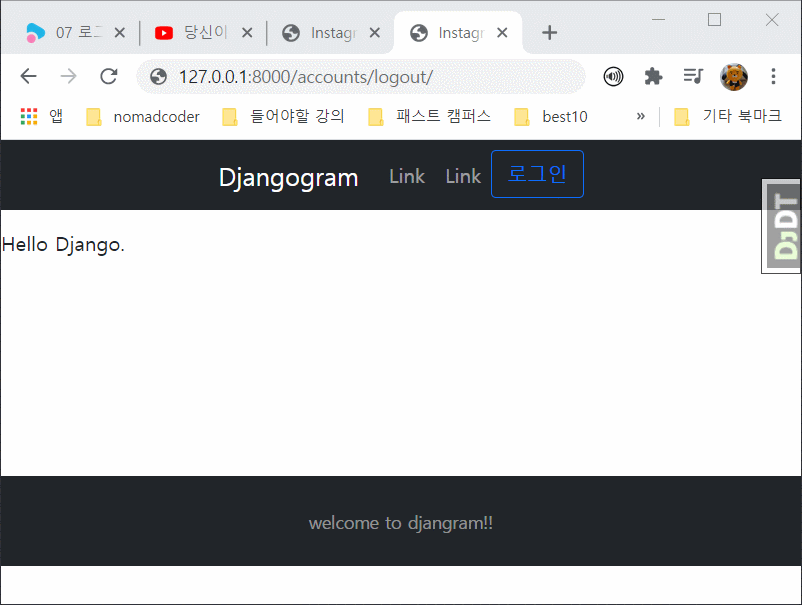 07 로그
당신이
Instagr
Instagr
127.0.0.1:8000/accounts/logout/
앱
nomadcoder
들어야할 강의
패스트 캠퍼스
best10
»
기타 북마크
Djangogram Link Link 로그인
DJDT
Hello Django.
welcome to djangram!!